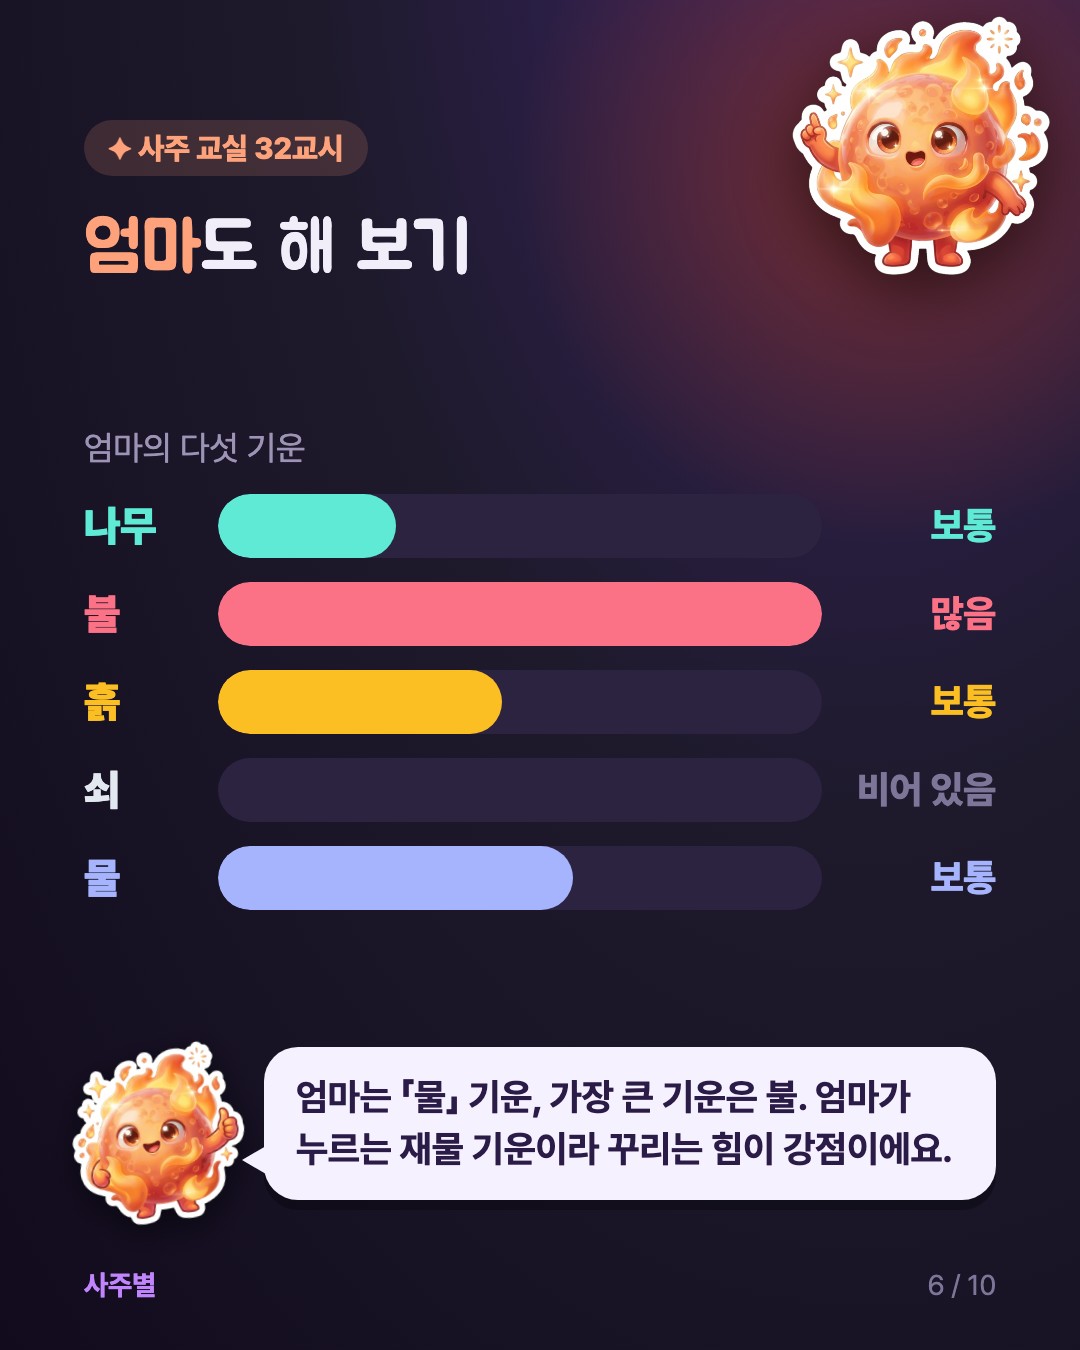 ✦ 사주 교실 32교시
엄마도 해 보기
엄마의 다섯 기운
나무 보통
불 많음
흙 보통
쇠 비어 있음
물 보통
엄마는 「물」 기운, 가장 큰 기운은 불. 엄마가
누르는 재물 기운이라 꾸리는 힘이 강점이에요.
사주별 6 / 10